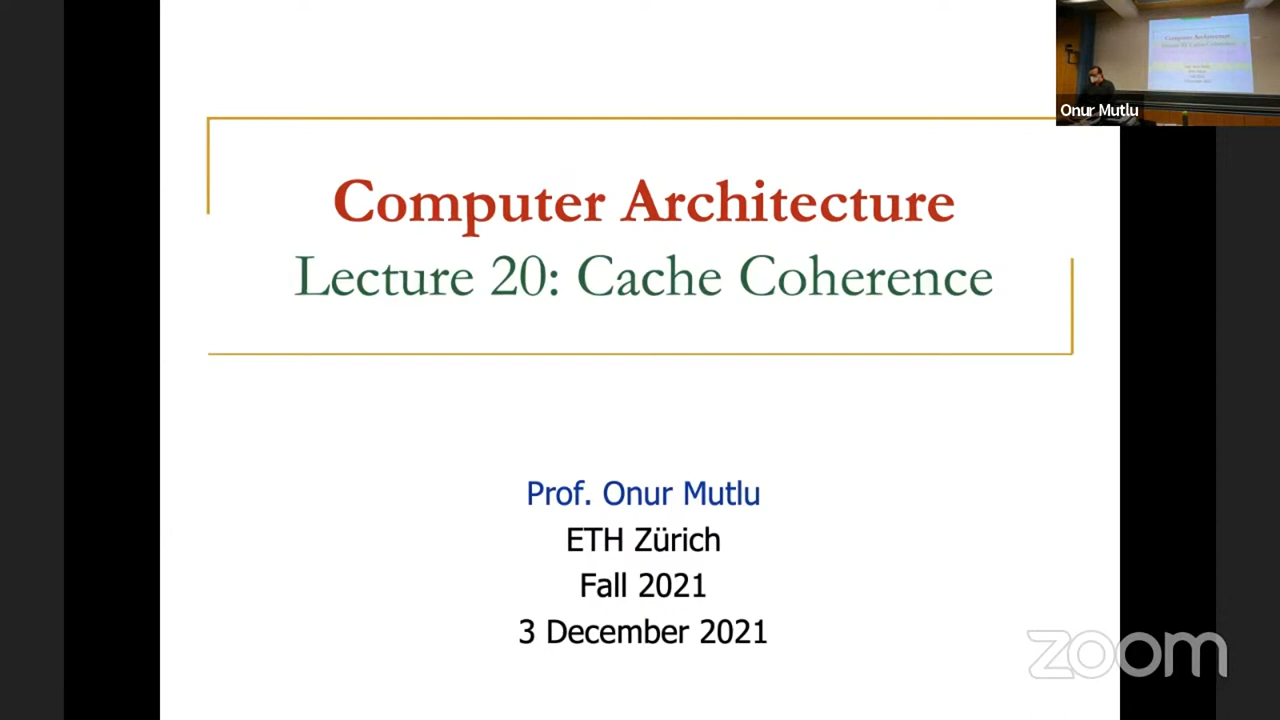 Computer Architecture
Lecture 20: Cache Coherence
Prof. Onur Mutlu
ETH Zürich
Fall 2021
3 December 2021
Onur Mutlu
zoom